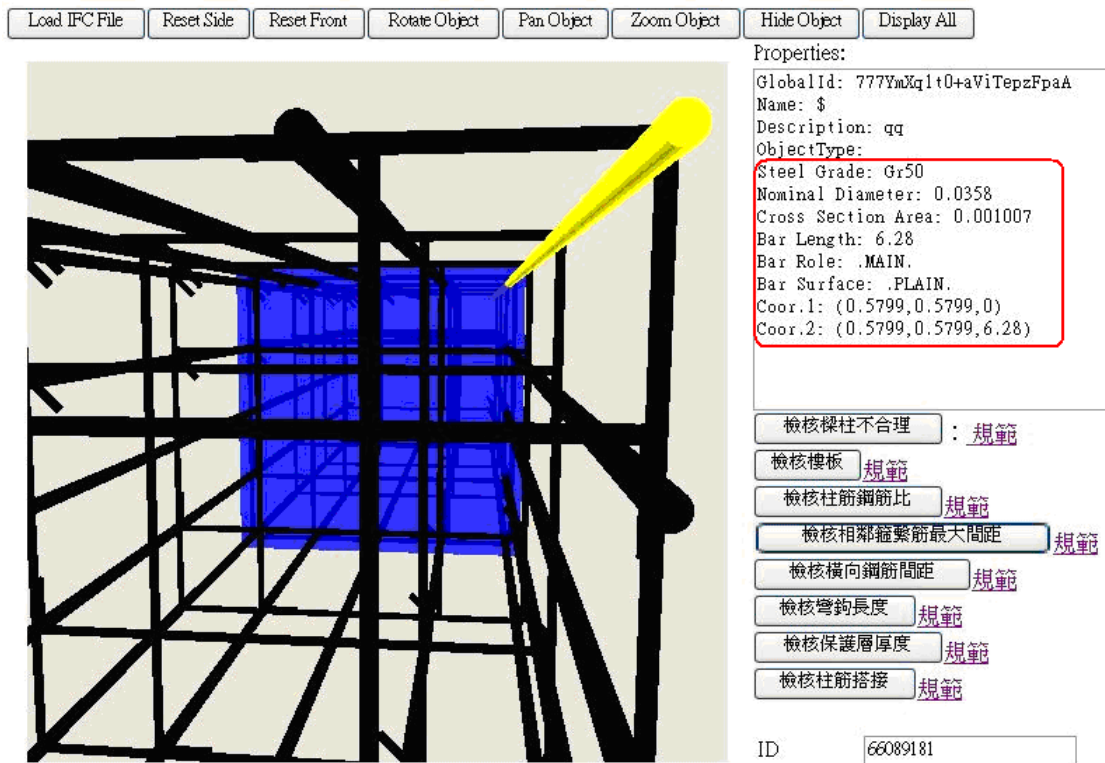 Load IFC File Reset Side Reset Front Rotate Object Pan Object Zoom Object Hide Object Display All
Properties:
GlobalId: 777YmXq1t0+aViTepzFpaA
Name: $
Description: qq
ObjectType:
Steel Grade: Gr50
Nominal Diameter: 0.0358
Cross Section Area: 0.001007
Bar Length: 6.28
Bar Role: .MAIN.
Bar Surface: .PLAIN.
Coor.1: (0.5799,0.5799,0)
Coor.2: (0.5799,0.5799,6.28)
檢核樑柱不合理 : 規範
檢核樓板 規範
檢核柱筋鋼筋比 規範
檢核相鄰箍繫筋最大間距 規範
檢核橫向鋼筋間距 規範
檢核彎鉤長度 規範
檢核保護層厚度 規範
檢核柱筋搭接 規範
ID 66089181